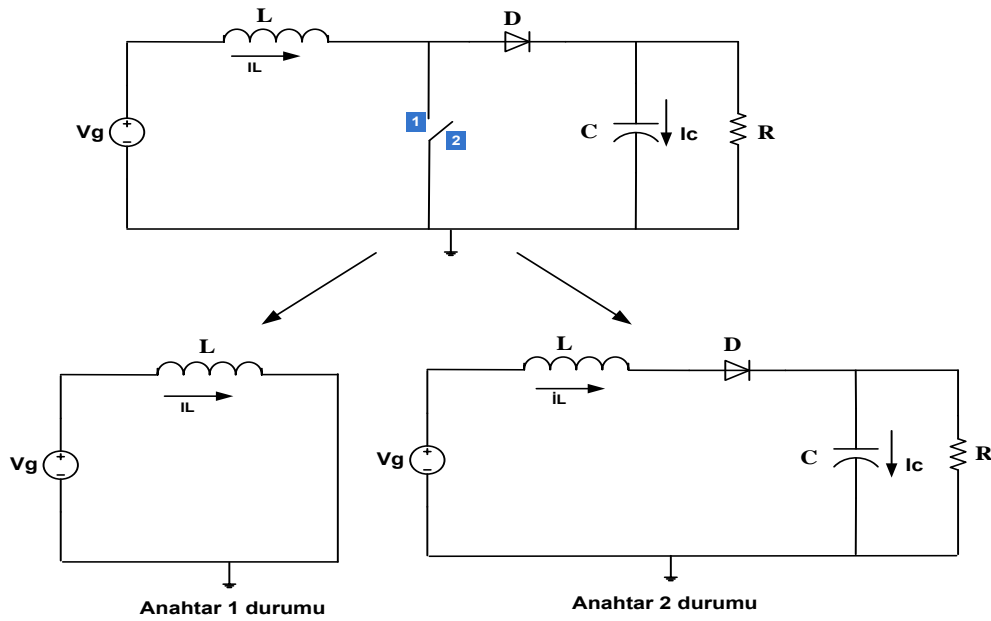 L
D
IL
Vg
1
2
C
Ic
R
L
IL
Vg
Anahtar 1 durumu
L
D
İL
Vg
C
Ic
R
Anahtar 2 durumu